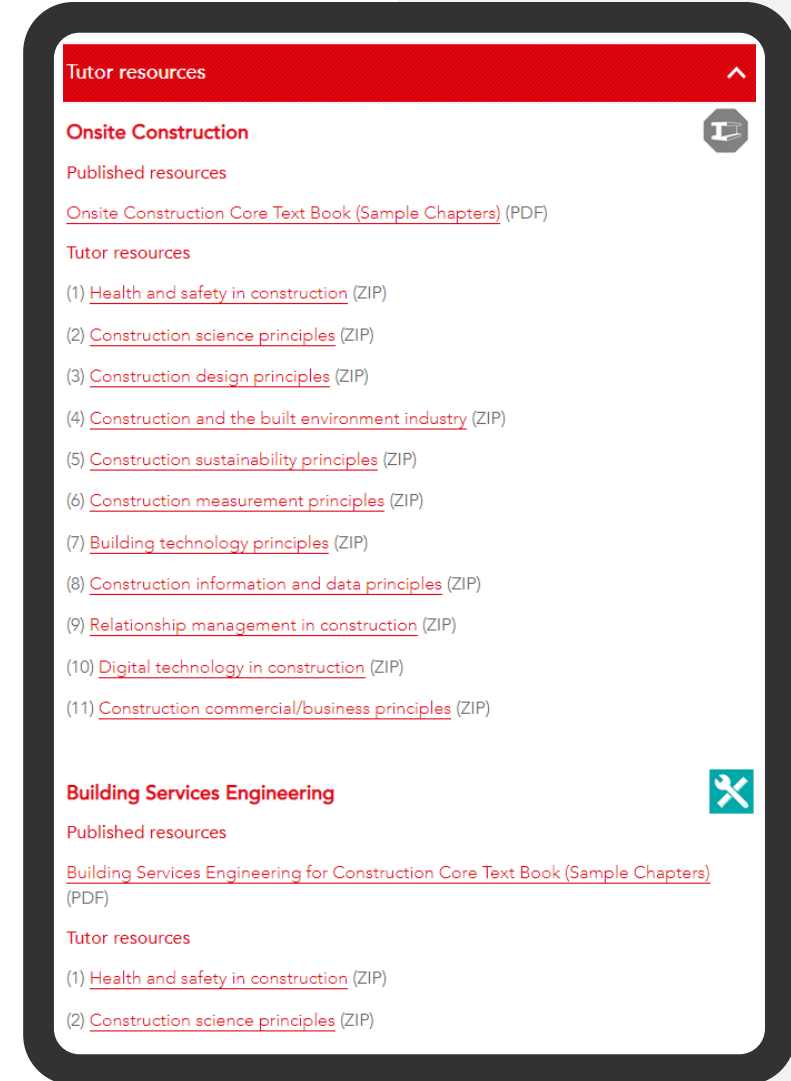 Tutor resources
Onsite Construction
Published resources
Onsite Construction Core Text Book (Sample Chapters) (PDF)
Tutor resources
(1) Health and safety in construction (ZIP)
(2) Construction science principles (ZIP)
(3) Construction design principles (ZIP)
(4) Construction and the built environment industry (ZIP)
(5) Construction sustainability principles (ZIP)
(6) Construction measurement principles (ZIP)
(7) Building technology principles (ZIP)
(8) Construction information and data principles (ZIP)
(9) Relationship management in construction (ZIP)
(10) Digital technology in construction (ZIP)
(11) Construction commercial/business principles (ZIP)
Building Services Engineering
Published resources
Building Services Engineering for Construction Core Text Book (Sample Chapters)
(PDF)
Tutor resources
(1) Health and safety in construction (ZIP)
(2) Construction science principles (ZIP)